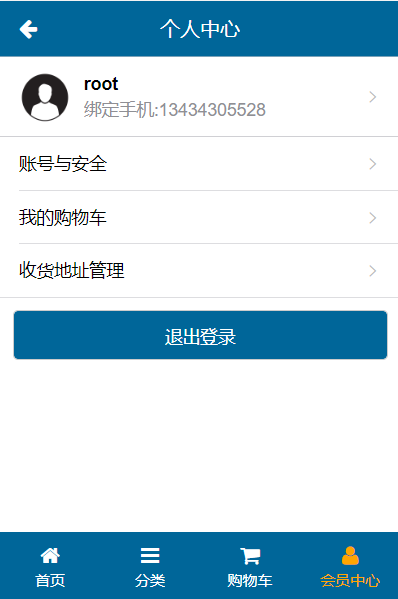 个人中心
root
绑定手机:13434305528
账号与安全
我的购物车
收货地址管理
退出登录
首页
分类
购物车
会员中心